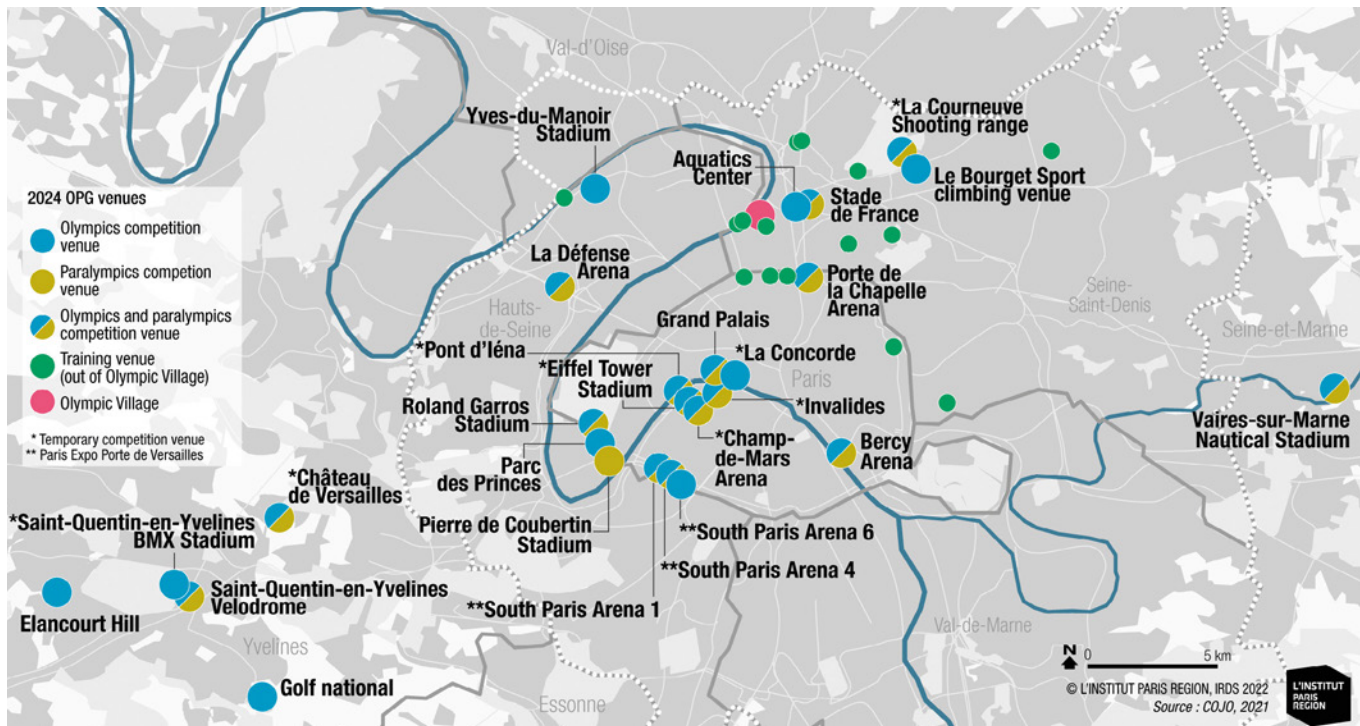 Val-d'Oise
Yves-du-Manoir
Stadium
*La Courneuve
Shooting range
Aquatics
Center
Le Bourget Sport
climbing venue
Stade
de France
2024 OPG venues
Olympics competition
venue
Paralympics competion
venue
Olympics and paralympics
competition venue
Training venue
(out of Olympic Village)
Olympic Village
* Temporary competition venue
** Paris Expo Porte de Versailles
La Défense
Arena
Porte de
la Chapelle
Arena
Hauts-
de-Seine
Seine-
Saint-Denis
Seine-et-Marne
Grand Palais
*Pont d'Iéna
*La Concorde
*Eiffel Tower
Stadium
Paris
*Invalides
Roland Garros
Stadium
Vaires-sur-Marne
Nautical Stadium
*Champ-
de-Mars
Arena
Bercy
Arena
Parc
des Princes
*Château
de Versailles
Pierre de Coubertin
Stadium
*Saint-Quentin-en-Yvelines
BMX Stadium
**South Paris Arena 6
**South Paris Arena 4
**South Paris Arena 1
Saint-Quentin-en-Yvelines
Velodrome
Elancourt Hill
Yvelines
Val-de-Marne
Golf national
Essonne
N
0 5 km
© L'INSTITUT PARIS REGION, IRDS 2022
Source : COJO, 2021
L'INSTITUT
PARIS
REGION